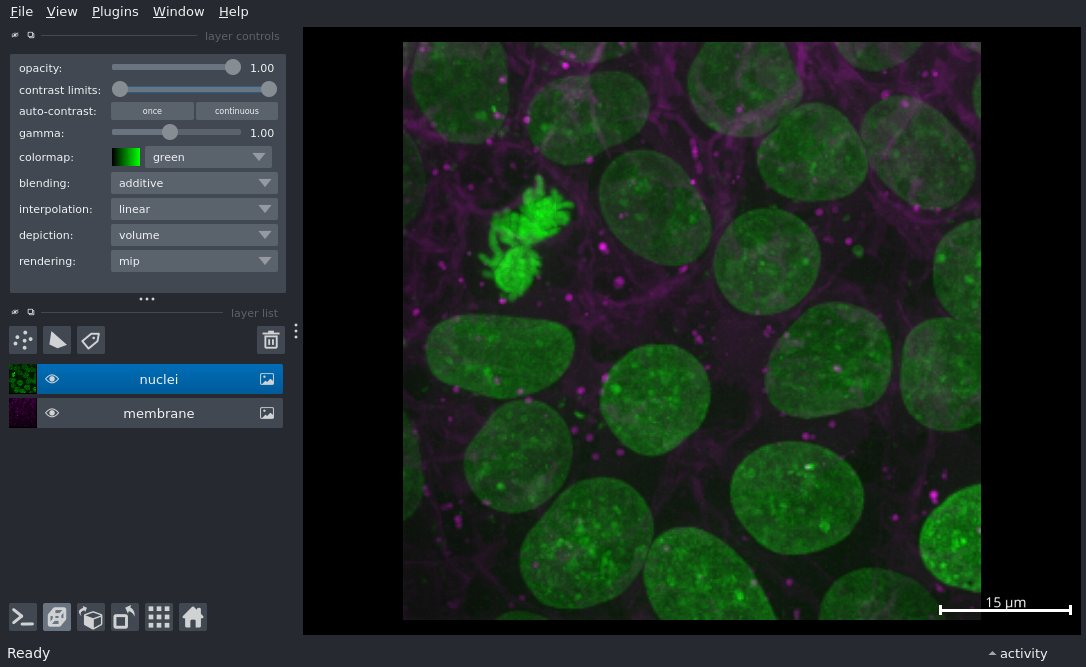 File View Plugins Window Help
layer controls
opacity: 1.00
contrast limits:
auto-contrast: once continuous
gamma: 1.00
colormap: green
blending: additive
interpolation: linear
depiction: volume
rendering: mip
layer list
nuclei
membrane
15 µm
Ready activity